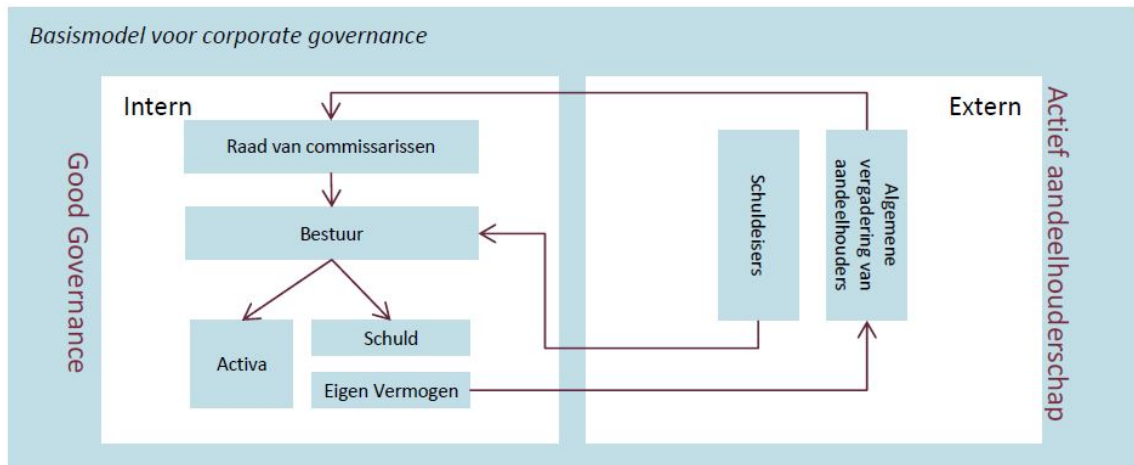 Basismodel voor corporate governance
Good Governance
Intern
Raad van commissarissen
Bestuur
Activa
Schuld
Eigen Vermogen
Extern
Schuldeisers
Algemene
vergadering van
aandeelhouders
Actief aandeelhouderschap